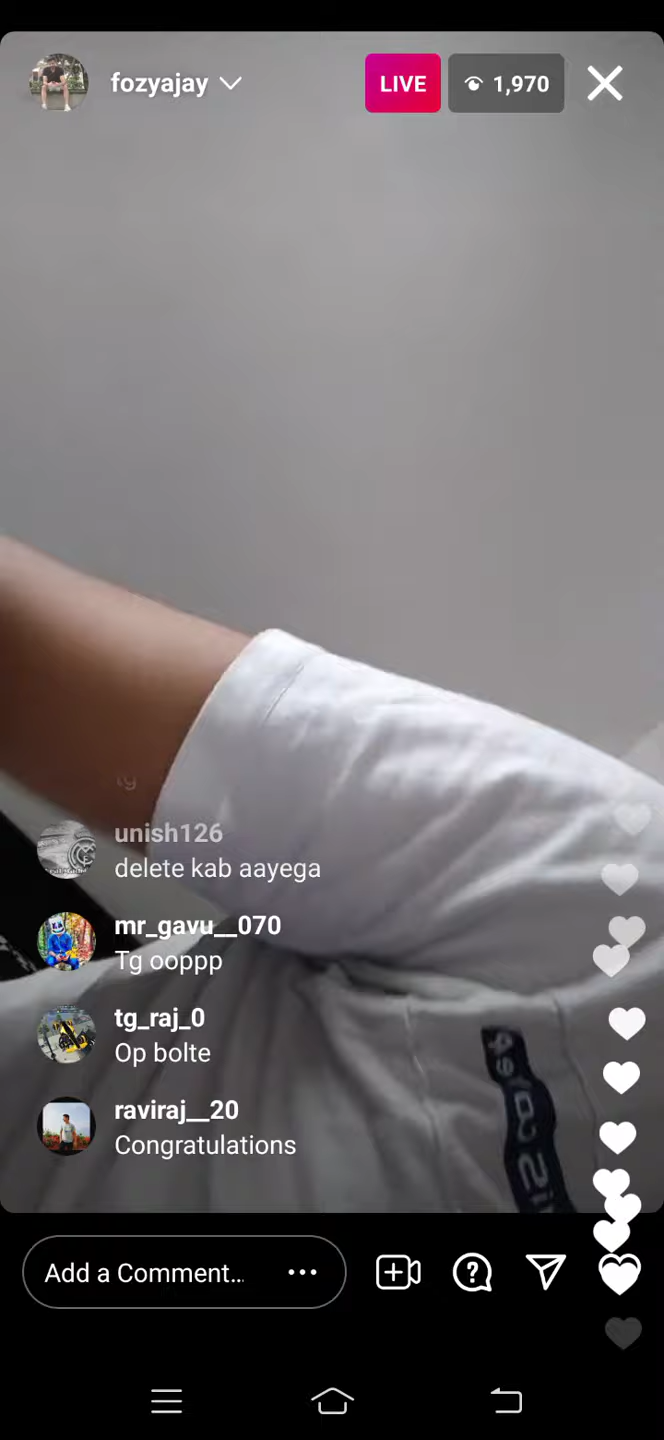 fozyajay
LIVE
1,970
unish126
delete kab aayega
mr_gavu__070
Tg ooppp
tg_raj_0
Op bolte
raviraj__20
Congratulations
Add a Comment...